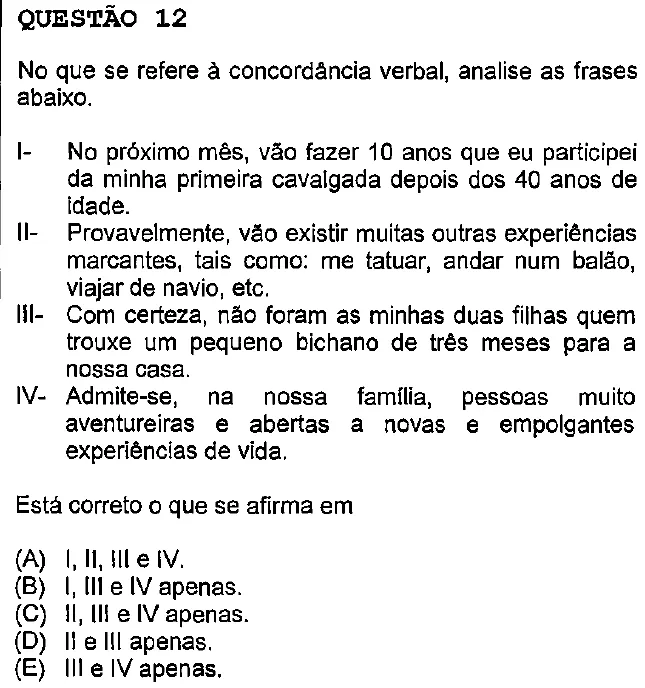 QUESTÃO 12
No que se refere à concordância verbal, analise as frases
abaixo.
I- No próximo mês, vão fazer 10 anos que eu participei
da minha primeira cavalgada depois dos 40 anos de
idade.
II- Provavelmente, vão existir muitas outras experiências
marcantes, tais como: me tatuar, andar num balão,
viajar de navio, etc.
III- Com certeza, não foram as minhas duas filhas quem
trouxe um pequeno bichano de três meses para a
nossa casa.
IV- Admite-se, na nossa família, pessoas muito
aventureiras e abertas a novas e empolgantes
experiências de vida.
Está correto o que se afirma em
(A) I, II, III e IV.
(B) I, III e IV apenas.
(C) II, III e IV apenas.
(D) II e III apenas.
(E) III e IV apenas.